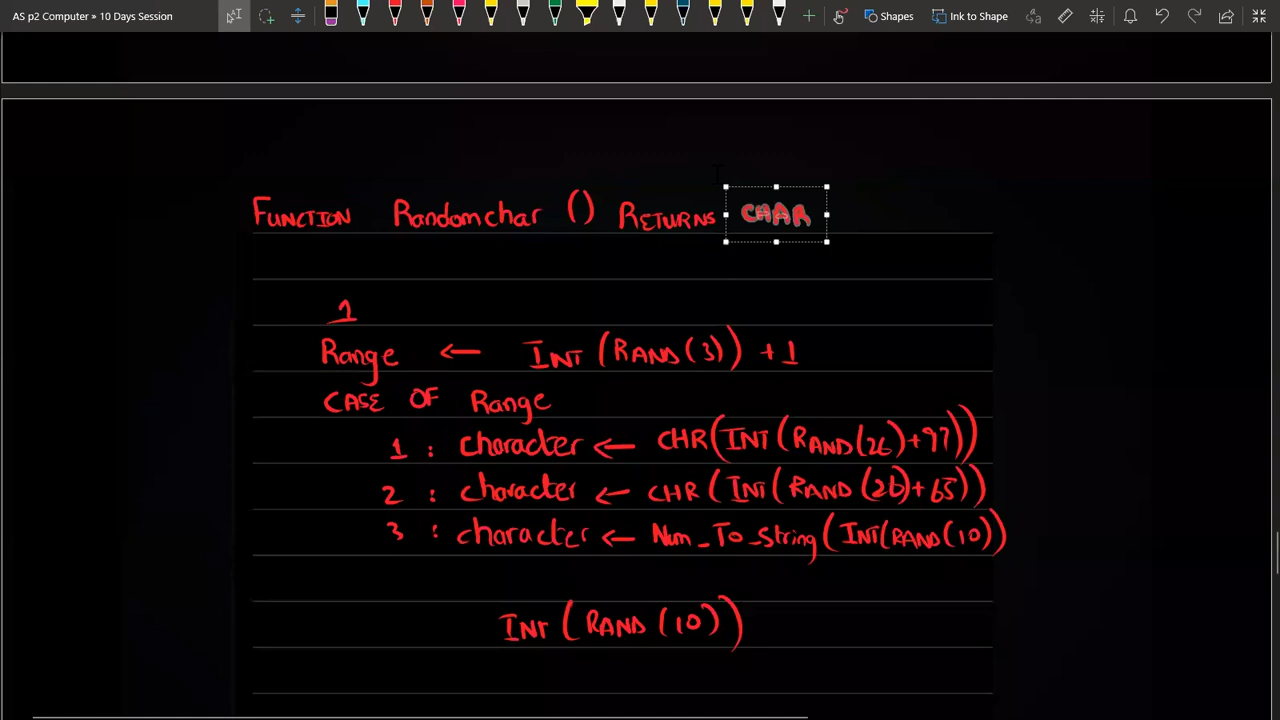 AS p2 Computer » 10 Days Session
Shapes
Ink to Shape
FUNCTION Randomchar () RETURNS CHAR
1
Range ← INT (RAND(3)) + 1
CASE OF Range
1 : character ← CHR(INT(RAND(26)+97))
2 : character ← CHR (INT (RAND (26)+65))
3 : character ← Num_To_string (INT(RAND(10))
INT (RAND (10))